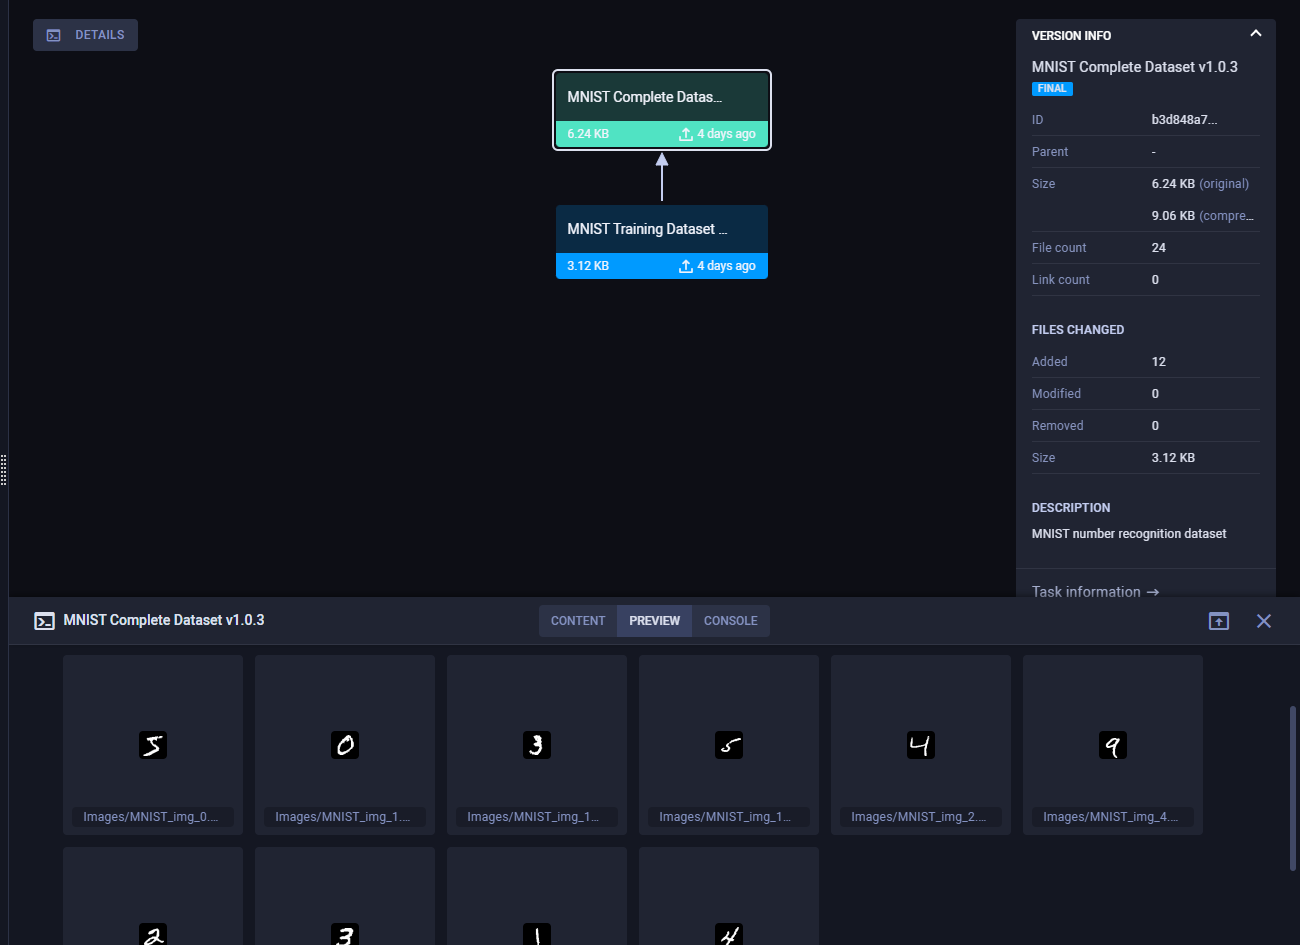 DETAILS
MNIST Complete Datas...
6.24 KB 4 days ago
MNIST Training Dataset ...
3.12 KB 4 days ago
VERSION INFO
MNIST Complete Dataset v1.0.3
FINAL
ID b3d848a7...
Parent -
Size 6.24 KB (original)
9.06 KB (compre...
File count 24
Link count 0
FILES CHANGED
Added 12
Modified 0
Removed 0
Size 3.12 KB
DESCRIPTION
MNIST number recognition dataset
Task information →
MNIST Complete Dataset v1.0.3
CONTENT PREVIEW CONSOLE
5 0 3 5 4 9
Images/MNIST_img_0.... Images/MNIST_img_1.... Images/MNIST_img_1... Images/MNIST_img_1... Images/MNIST_img_2.... Images/MNIST_img_4....
2 3 1 4